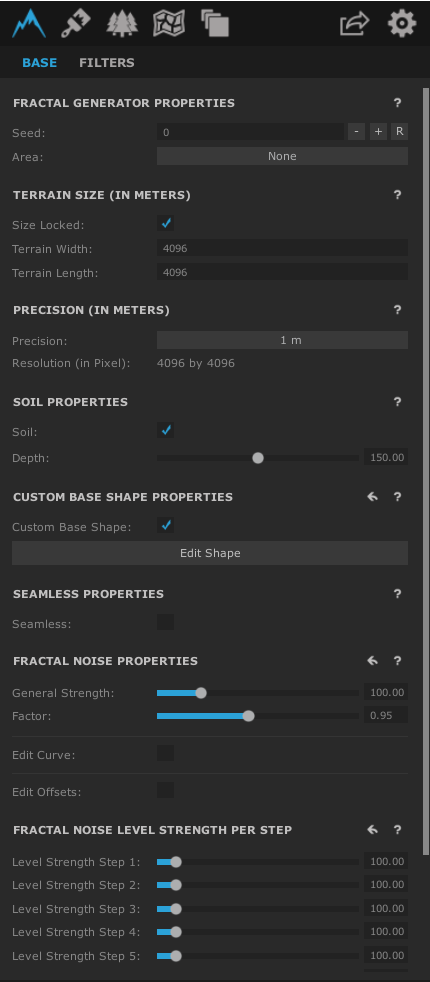 BASE FILTERS
FRACTAL GENERATOR PROPERTIES ?
Seed: 0 - + R
Area: None
TERRAIN SIZE (IN METERS) ?
Size Locked:
Terrain Width: 4096
Terrain Length: 4096
PRECISION (IN METERS) ?
Precision: 1 m
Resolution (in Pixel): 4096 by 4096
SOIL PROPERTIES ?
Soil:
Depth: 150.00
CUSTOM BASE SHAPE PROPERTIES ?
Custom Base Shape:
Edit Shape
SEAMLESS PROPERTIES ?
Seamless:
FRACTAL NOISE PROPERTIES ?
General Strength: 100.00
Factor: 0.95
Edit Curve:
Edit Offsets:
FRACTAL NOISE LEVEL STRENGTH PER STEP ?
Level Strength Step 1: 100.00
Level Strength Step 2: 100.00
Level Strength Step 3: 100.00
Level Strength Step 4: 100.00
Level Strength Step 5: 100.00